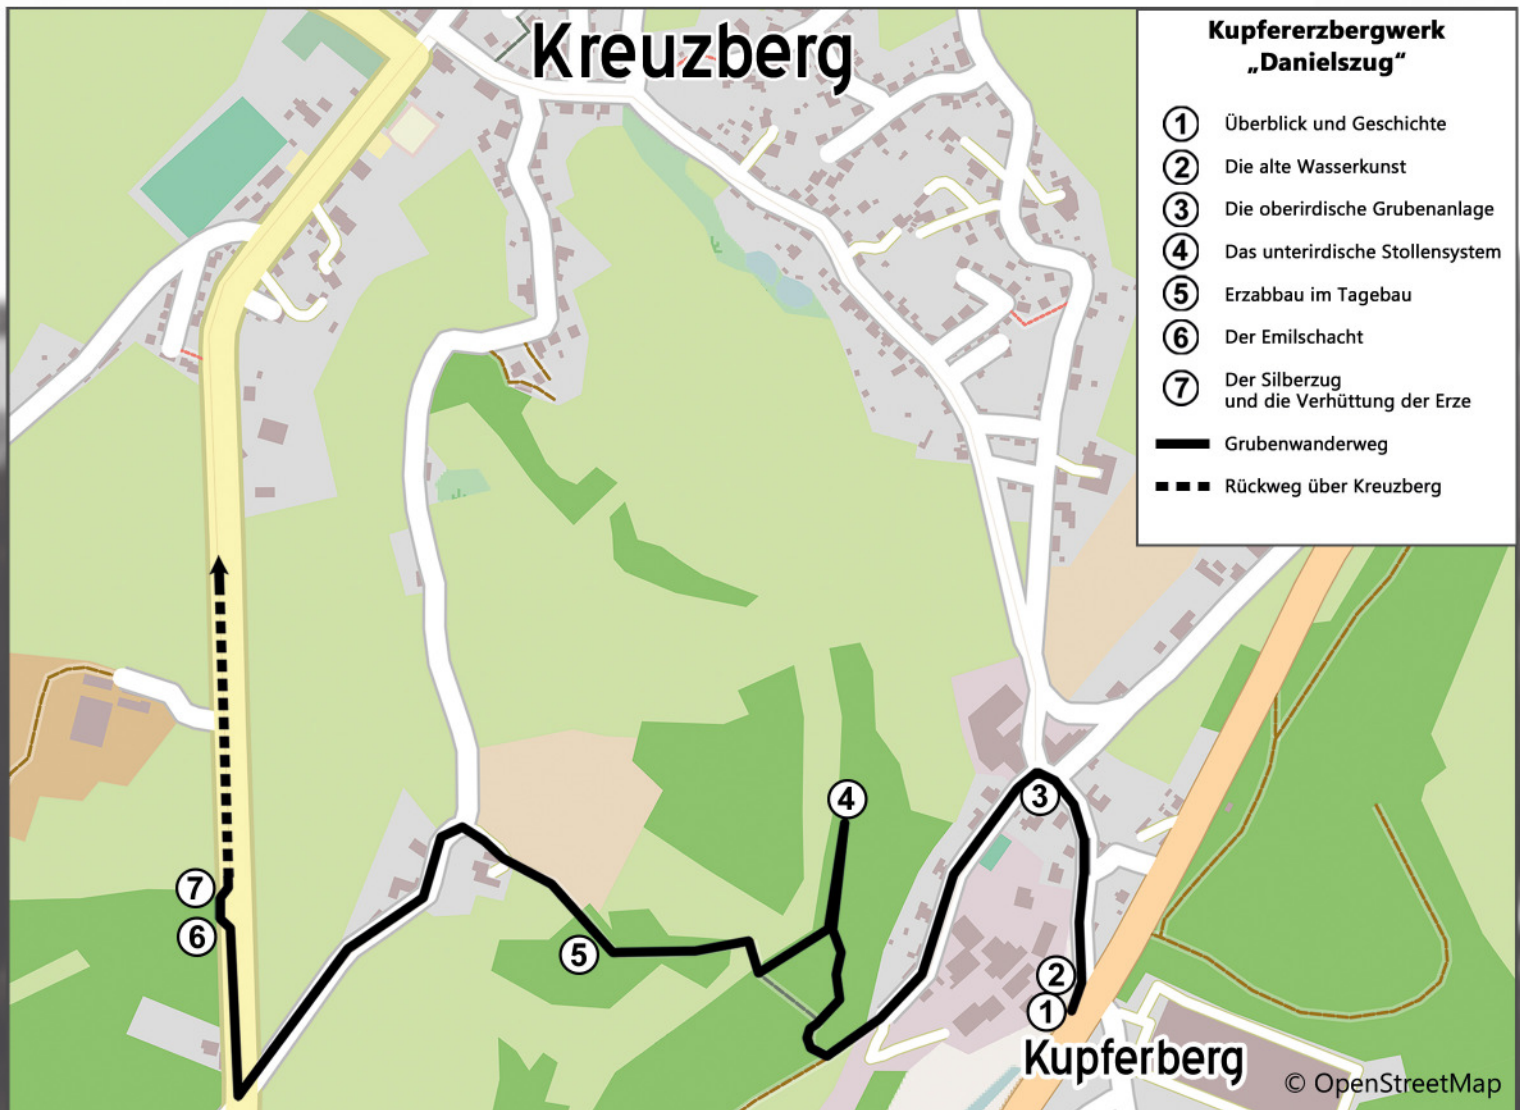 Kreuzberg
Kupfererzbergwerk
„Danielszug“
1 Überblick und Geschichte
2 Die alte Wasserkunst
3 Die oberirdische Grubenanlage
4 Das unterirdische Stollensystem
5 Erzabbau im Tagebau
6 Der Emilschacht
7 Der Silberzug
und die Verhüttung der Erze
Grubenwanderweg
Rückweg über Kreuzberg
4
3
7
6
5
2
1
Kupferberg
© OpenStreetMap